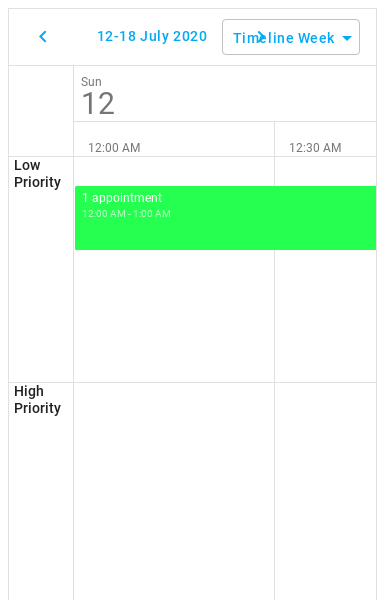 12-18 July 2020
Timeline Week
Sun
12
12:00 AM
12:30 AM
Low
Priority
1 appointment
12:00 AM - 1:00 AM
High
Priority